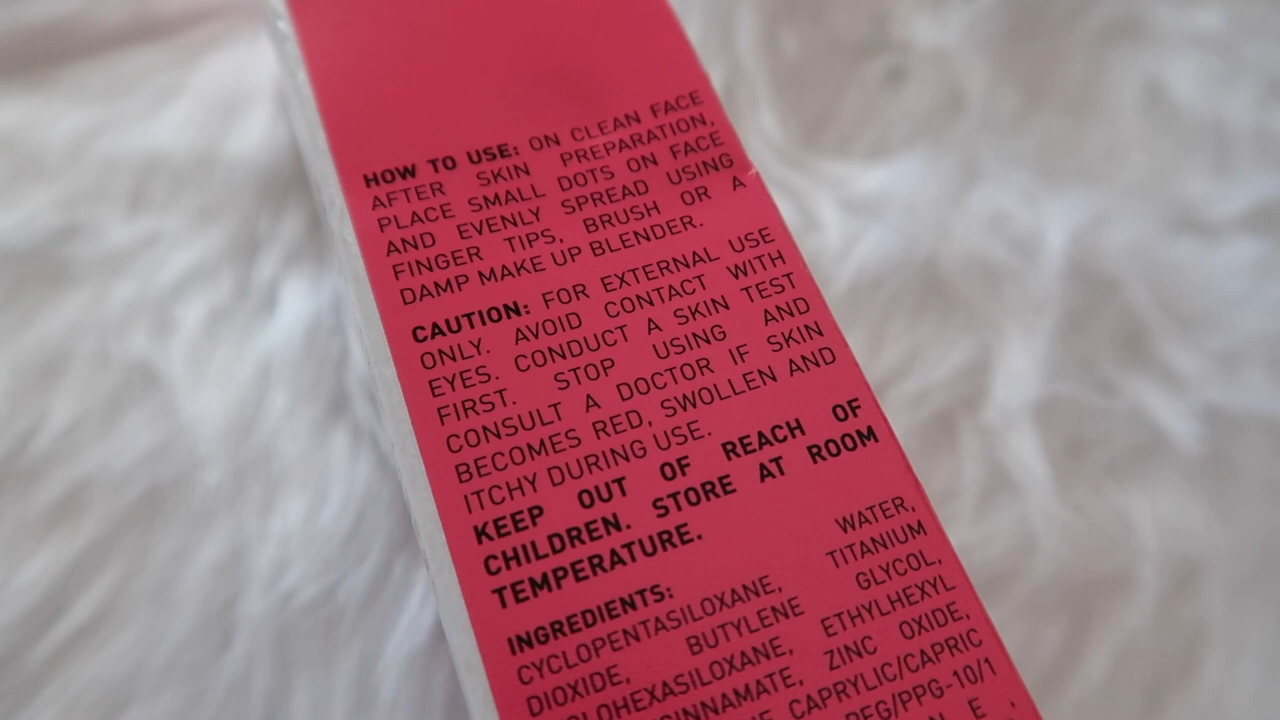 HOW TO USE: ON CLEAN FACE
AFTER SKIN PREPARATION,
PLACE SMALL DOTS ON FACE
AND EVENLY SPREAD USING
FINGER TIPS, BRUSH OR A
DAMP MAKE UP BLENDER.
CAUTION: FOR EXTERNAL USE
ONLY. AVOID CONTACT WITH
EYES. CONDUCT A SKIN TEST
FIRST. STOP USING AND
CONSULT A DOCTOR IF SKIN
BECOMES RED, SWOLLEN AND
ITCHY DURING USE.
KEEP OUT OF REACH OF
CHILDREN. STORE AT ROOM
TEMPERATURE.
INGREDIENTS: WATER,
CYCLOPENTASILOXANE, TITANIUM
DIOXIDE, BUTYLENE GLYCOL,
CLOHEXASILOXANE, ETHYLHEXYL
CINNAMATE, ZINC OXIDE,
CAPRYLIC/CAPRIC
PEG/PPG-10/1